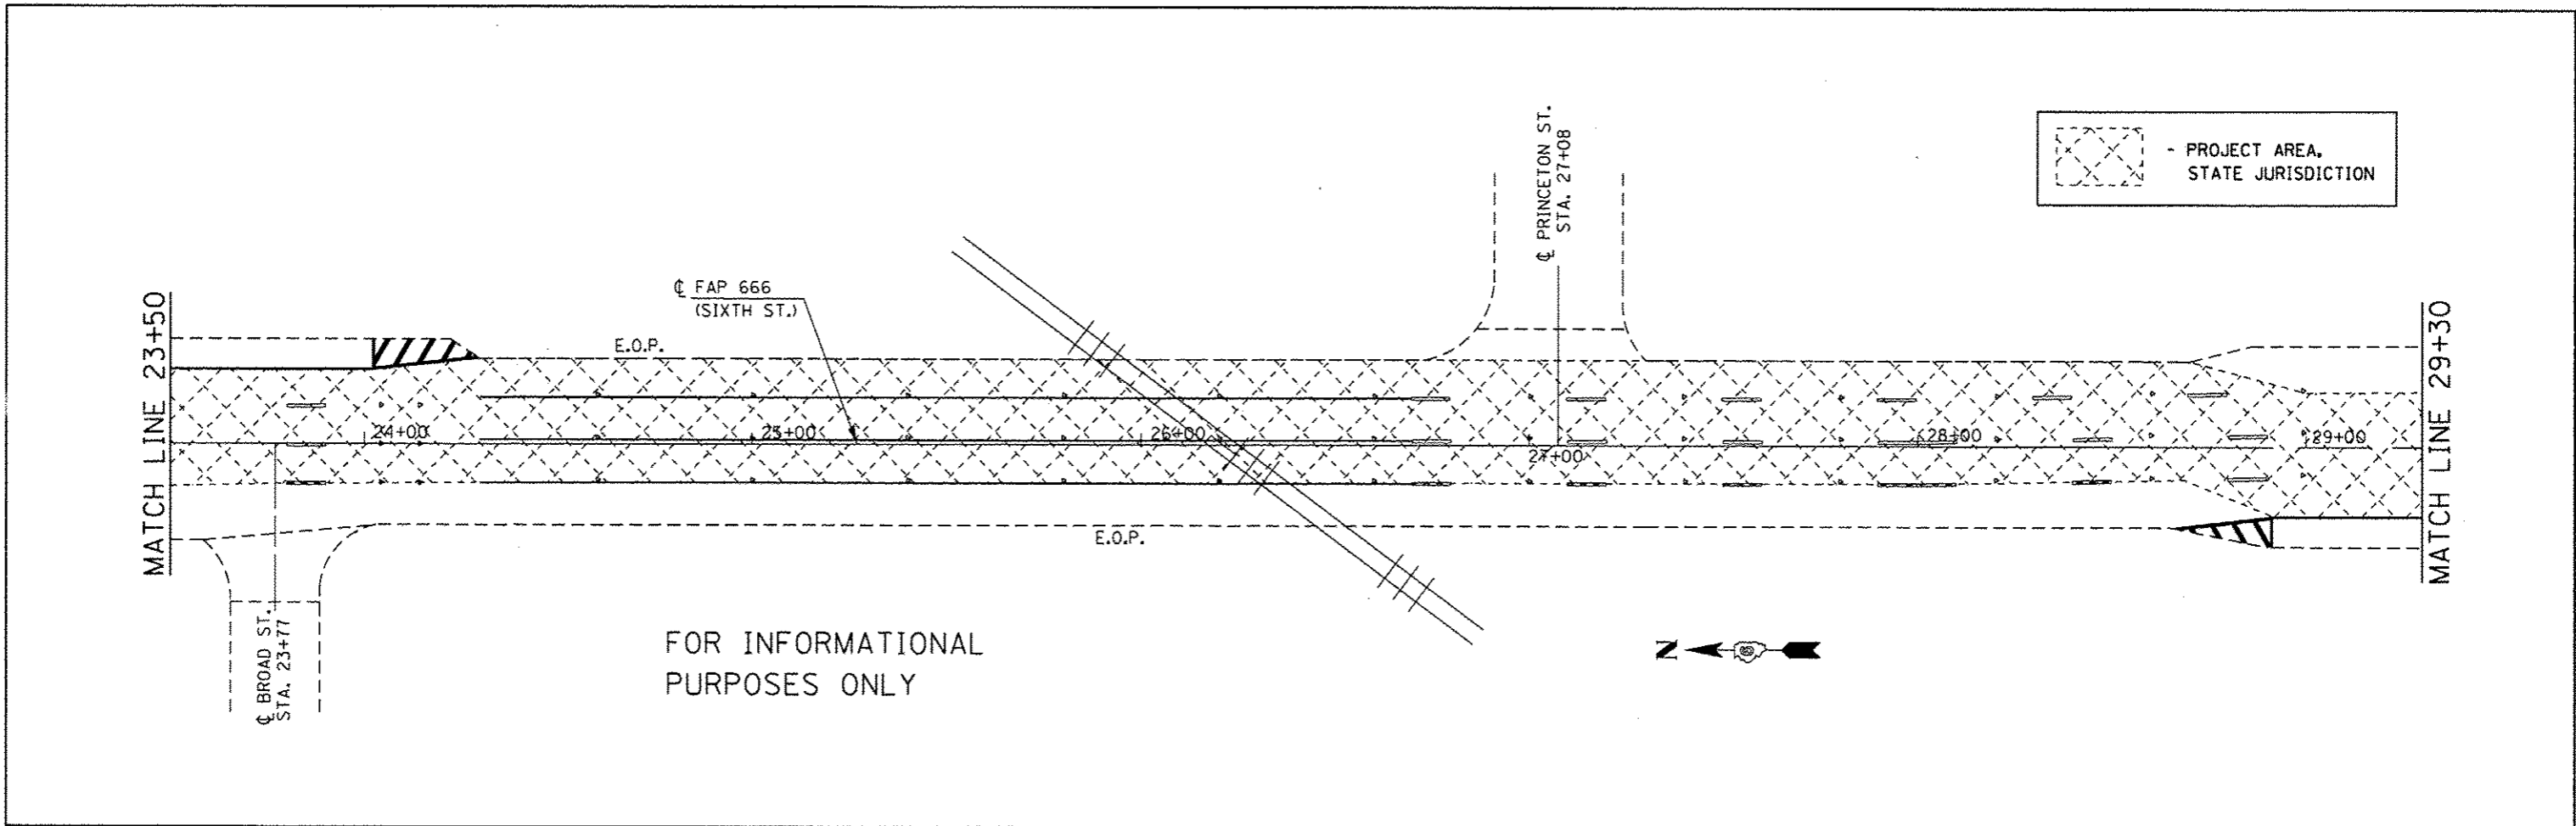 ℄ PRINCETON ST.
STA. 27+08
- PROJECT AREA,
STATE JURISDICTION
℄ FAP 666
(SIXTH ST.)
MATCH LINE 23+50
MATCH LINE 29+30
E.O.P.
24+00
25+00
26+00
27+00
28+00
29+00
E.O.P.
℄ BROAD ST.
STA. 23+77
FOR INFORMATIONAL
PURPOSES ONLY
N